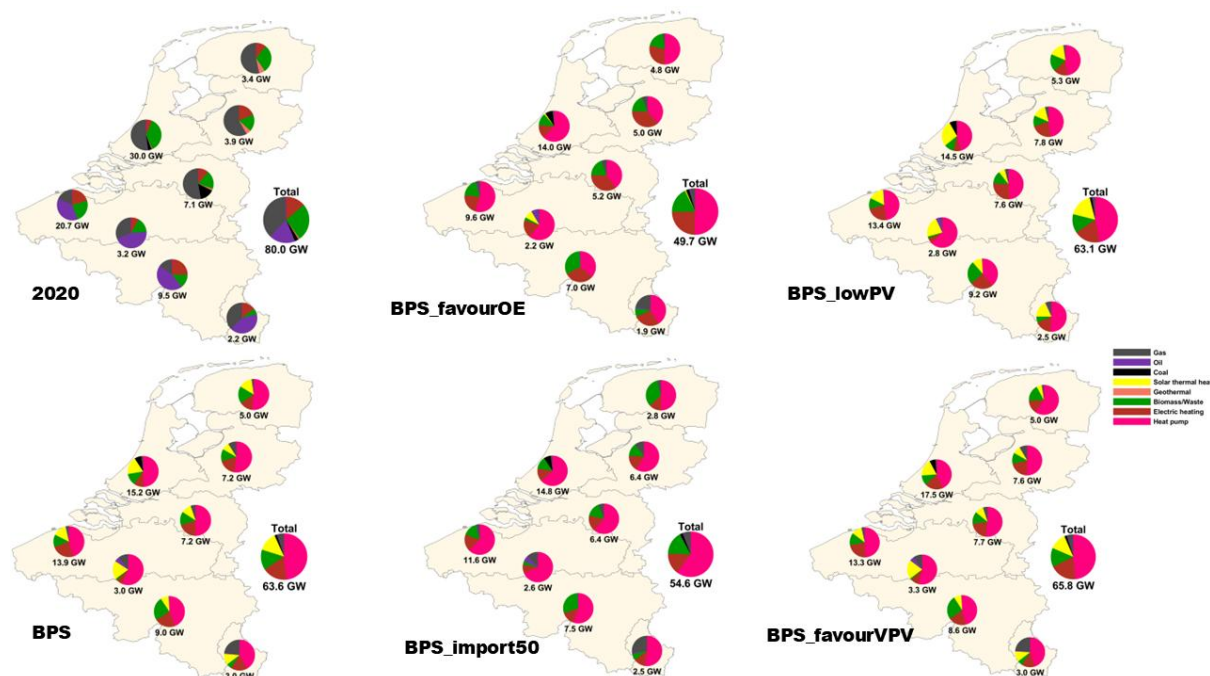 3.4 GW
3.9 GW
30.0 GW
7.1 GW
20.7 GW
Total
3.2 GW
80.0 GW
9.5 GW
2020
2.2 GW
4.8 GW
5.0 GW
14.0 GW
5.2 GW
9.6 GW
Total
2.2 GW
49.7 GW
7.0 GW
BPS_favourOE
1.9 GW
5.3 GW
7.8 GW
14.5 GW
7.6 GW
13.4 GW
Total
2.8 GW
63.1 GW
9.2 GW
BPS_lowPV
2.5 GW
Gas
Oil
Coal
Solar thermal hea
Geothermal
Biomass/Waste
Electric heating
Heat pump
5.0 GW
7.2 GW
15.2 GW
7.2 GW
13.9 GW
Total
3.0 GW
63.6 GW
9.0 GW
BPS
2.8 GW
6.4 GW
14.8 GW
6.4 GW
11.6 GW
Total
2.6 GW
54.6 GW
7.5 GW
BPS_import50
2.5 GW
5.0 GW
7.6 GW
17.5 GW
7.7 GW
13.3 GW
Total
3.3 GW
65.8 GW
8.6 GW
BPS_favourVPV
3.0 GW